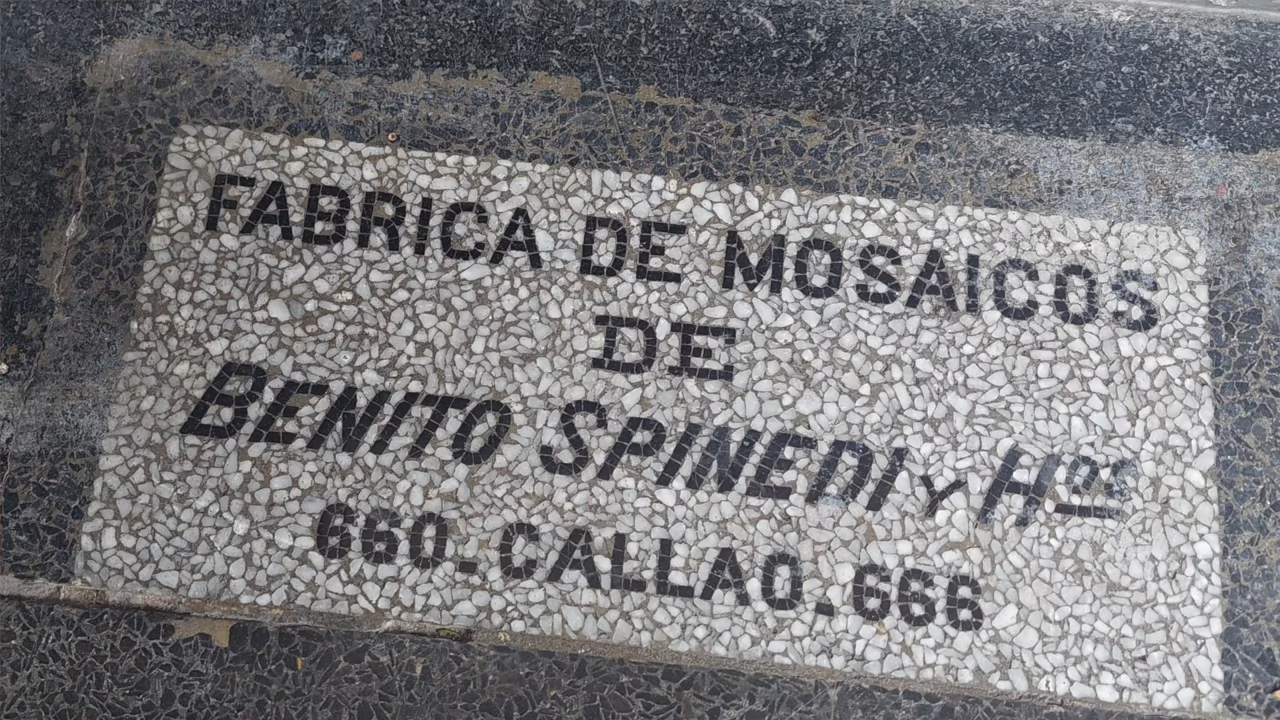 FABRICA DE MOSAICOS
DE
BENITO SPINEDI Y Hnos
660_CALLAO_666